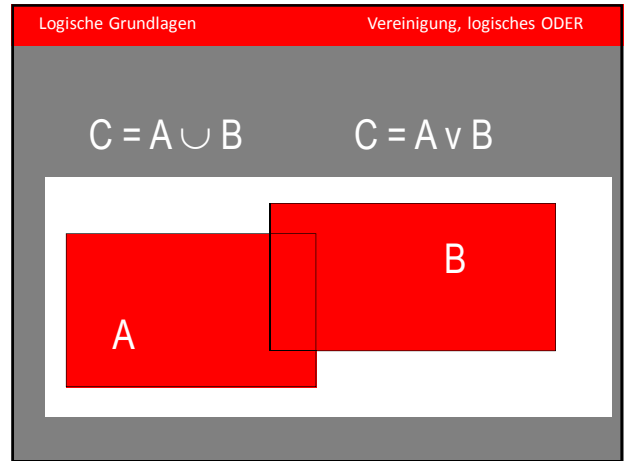 Logische Grundlagen Vereinigung, logisches ODER
C = A ∪ B C = A v B
B
A